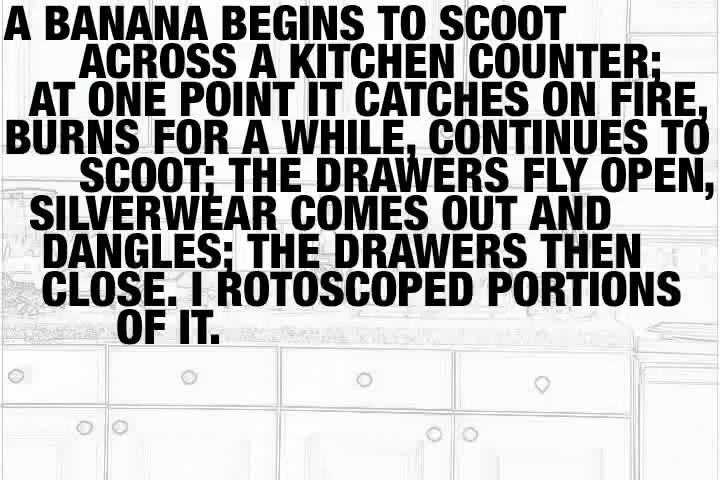 A BANANA BEGINS TO SCOOT
ACROSS A KITCHEN COUNTER;
AT ONE POINT IT CATCHES ON FIRE,
BURNS FOR A WHILE, CONTINUES TO
SCOOT; THE DRAWERS FLY OPEN,
SILVERWEAR COMES OUT AND
DANGLES; THE DRAWERS THEN
CLOSE. I ROTOSCOPED PORTIONS
OF IT.